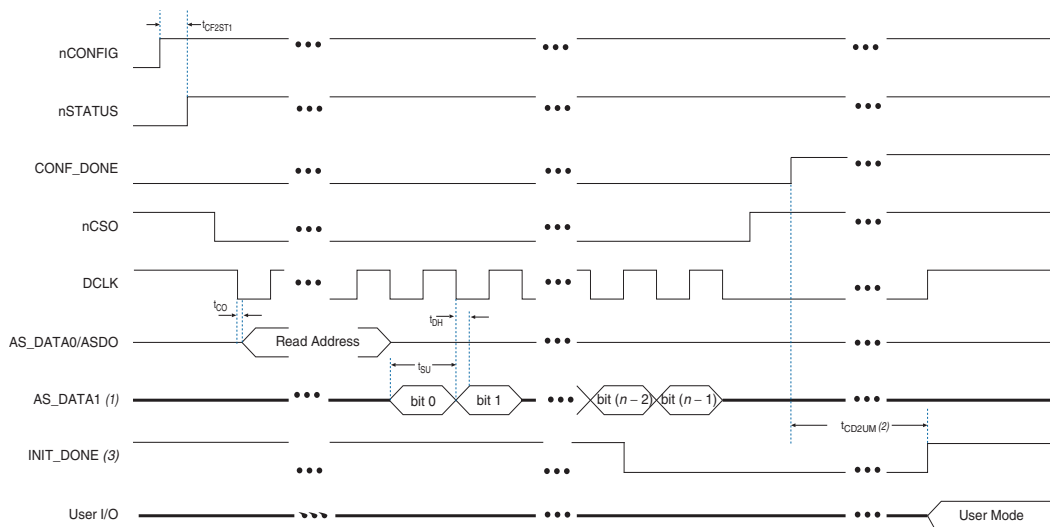 tCF2ST1
nCONFIG
nSTATUS
CONF_DONE
nCSO
DCLK
tCO
tDH
AS_DATA0/ASDO
Read Address
tSU
AS_DATA1 (1)
bit 0
bit 1
bit (n − 2)
bit (n − 1)
tCD2UM (2)
INIT_DONE (3)
User I/O
User Mode